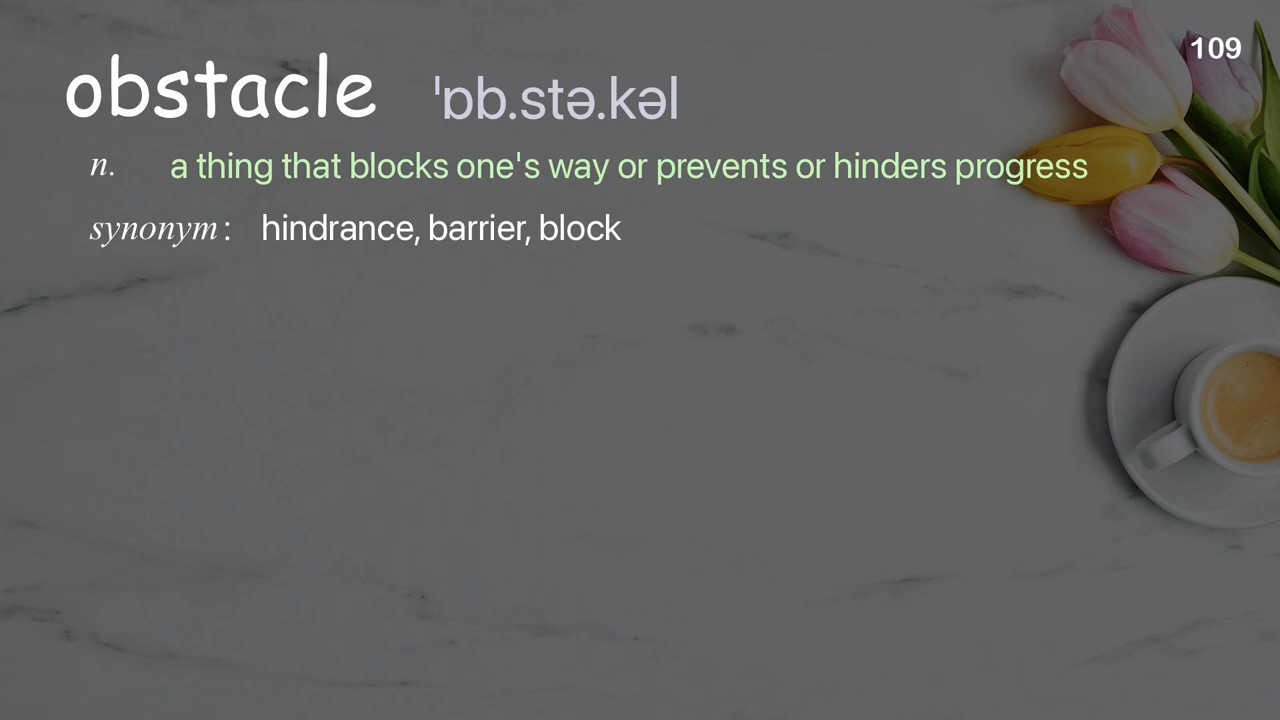 109
obstacle ˈɒb.stə.kəl
n. a thing that blocks one's way or prevents or hinders progress
synonym: hindrance, barrier, block